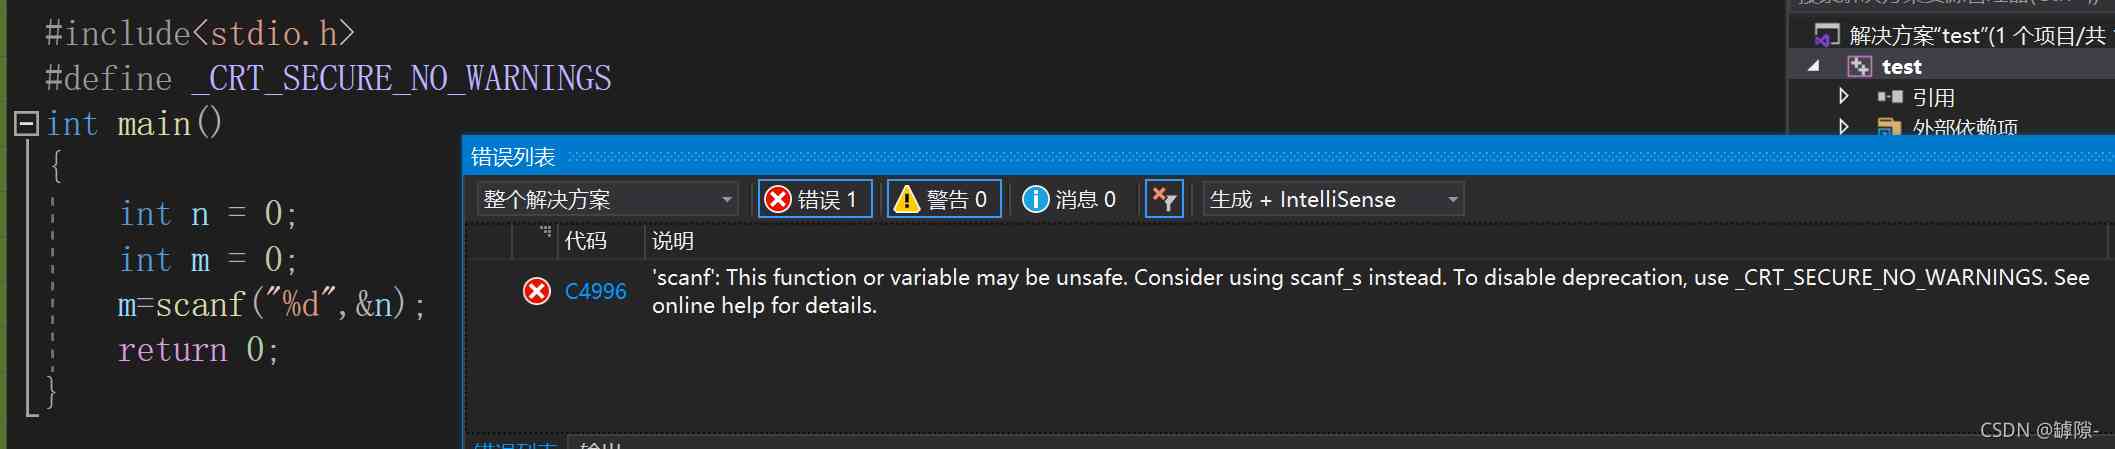 #include<stdio.h>
#define _CRT_SECURE_NO_WARNINGS
int main()
{
int n = 0;
int m = 0;
m=scanf("%d",&n);
return 0;
}
解决方案"test"(1 个项目/共
test
引用
外部依赖项
错误列表
整个解决方案
错误 1
警告 0
消息 0
生成 + IntelliSense
代码 说明
C4996 'scanf': This function or variable may be unsafe. Consider using scanf_s instead. To disable deprecation, use _CRT_SECURE_NO_WARNINGS. See
online help for details.
错误列表 输出
CSDN @罅隙-